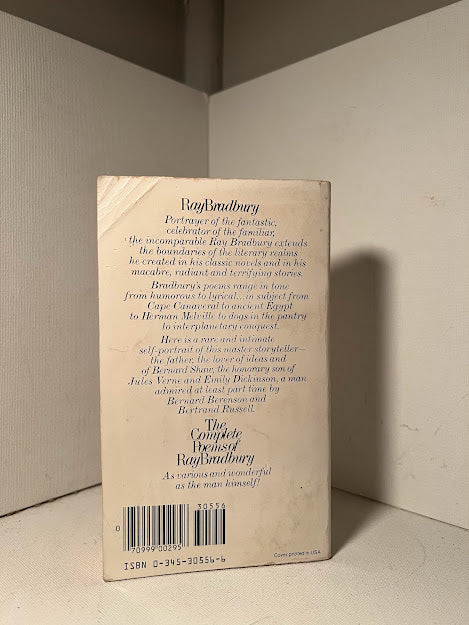 Ray Bradbury
Portrayer of the fantastic,
celebrator of the familiar,
the incomparable Ray Bradbury extends
the boundaries of the literary realms
he created in his classic novels and in his
macabre, radiant and terrifying stories.
Bradbury's poems range in tone
from humorous to lyrical...in subject from
Cape Canaveral to ancient Egypt
to Herman Melville to dogs in the pantry
to interplanetary conquest.
Here is a rare and intimate
self-portrait of this master storyteller—
the father, the lover of ideas and
of Bernard Shaw, the honorary son of
Jules Verne and Emily Dickinson, a man
admired at least part time by
Bernard Berenson and
Bertrand Russell.
The
Complete
Poems of
Ray Bradbury
As various and wonderful
as the man himself!
30556
0
70999 00295
ISBN 0-345-30556-6
Cover printed in USA